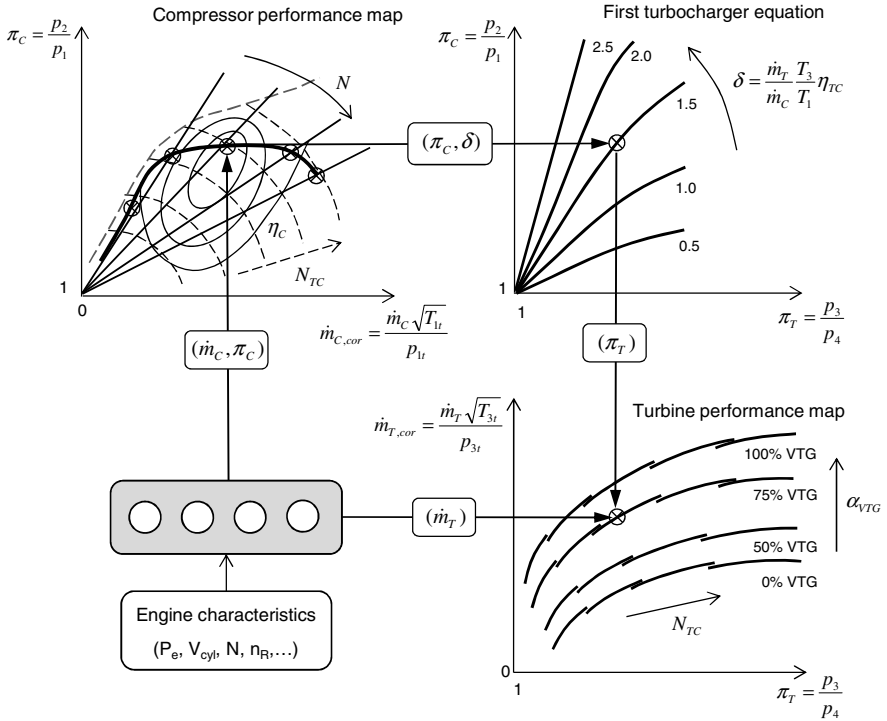 Compressor performance map
π_C = p_2/p_1
N
η_C
N_TC
1
0
ṁ_C,cor = ṁ_C √T_1t / p_1t
First turbocharger equation
π_C = p_2/p_1
2.5
2.0
1.5
1.0
0.5
δ = ṁ_T/ṁ_C T_3/T_1 η_TC
1
1
π_T = p_3/p_4
(π_C, δ)
(ṁ_C, π_C)
(π_T)
ṁ_T,cor = ṁ_T √T_3t / p_3t
Turbine performance map
100% VTG
75% VTG
50% VTG
0% VTG
α_VTG
N_TC
(ṁ_T)
0
1
π_T = p_3/p_4
Engine characteristics
(P_e, V_cyl, N, n_R,...)